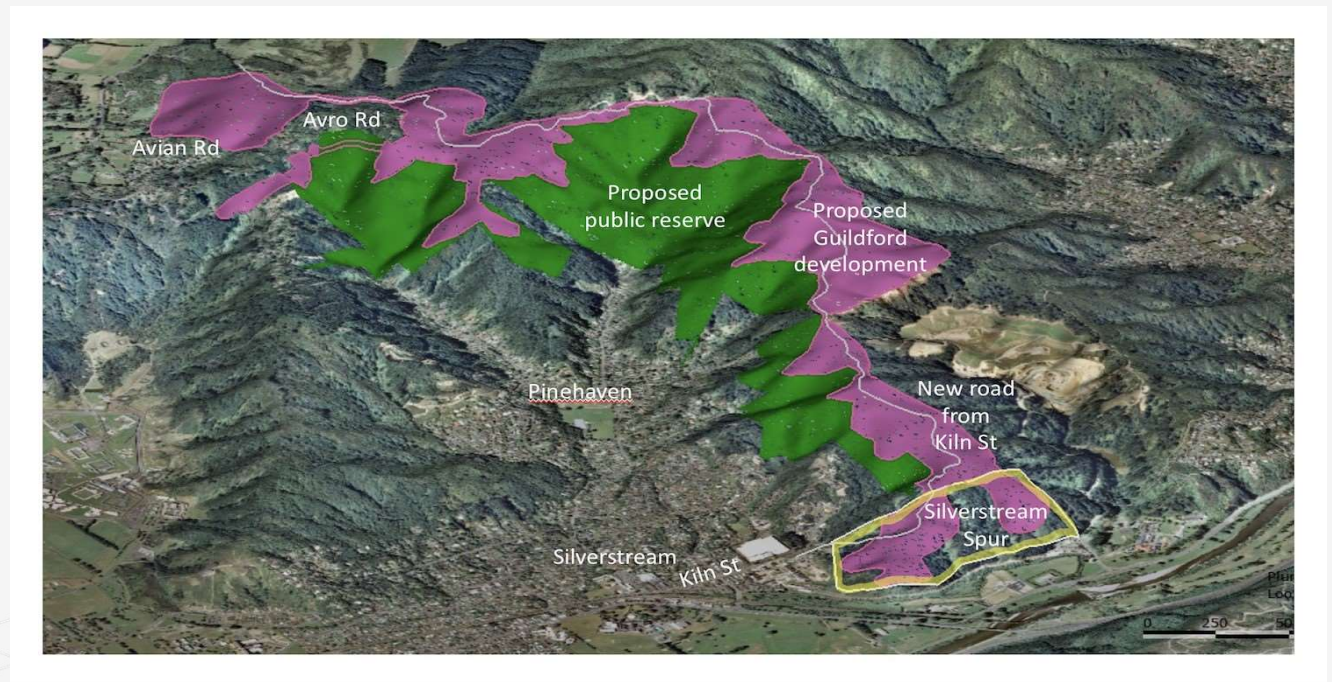 Avro Rd
Avian Rd
Proposed
public reserve
Proposed
Guildford
development
Pinehaven
New road
from
Kiln St
Silverstream
Spur
Silverstream
Kiln St
0 250